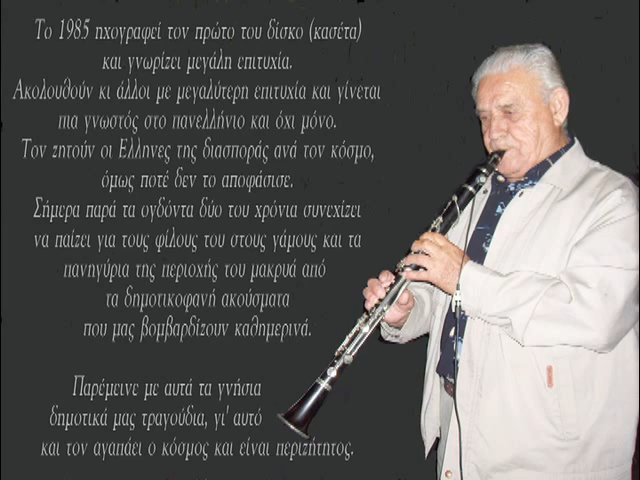 Το 1985 ηχογραφεί τον πρώτο του δίσκο (κασέτα)
και γνωρίζει μεγάλη επιτυχία.
Ακολουθούν κι άλλοι με μεγαλύτερη επιτυχία και γίνέται
πια γνωστός στο πανελλήνιο και όχι μόνο.
Τον ζητούν οι Ελληνες της διασποράς ανά τον κόσμο,
όμως ποτέ δεν το αποφάσισε.
Σήμερα παρά τα ογδόντα δύο του χρόνια συνεχίζει
να παίζει για τους φίλους του στους γάμους και τα
πανηγύρια της περιοχής του μακρυά από
τα δημοτικοφανή ακούσματα
που μας βομβαρδίζουν καθημερινά.
Παρέμεινε με αυτά τα γνήσια
δημοτικά μας τραγούδια, γι' αυτό
και τον αγαπάει ο κόσμος και είναι περιζήτητος.